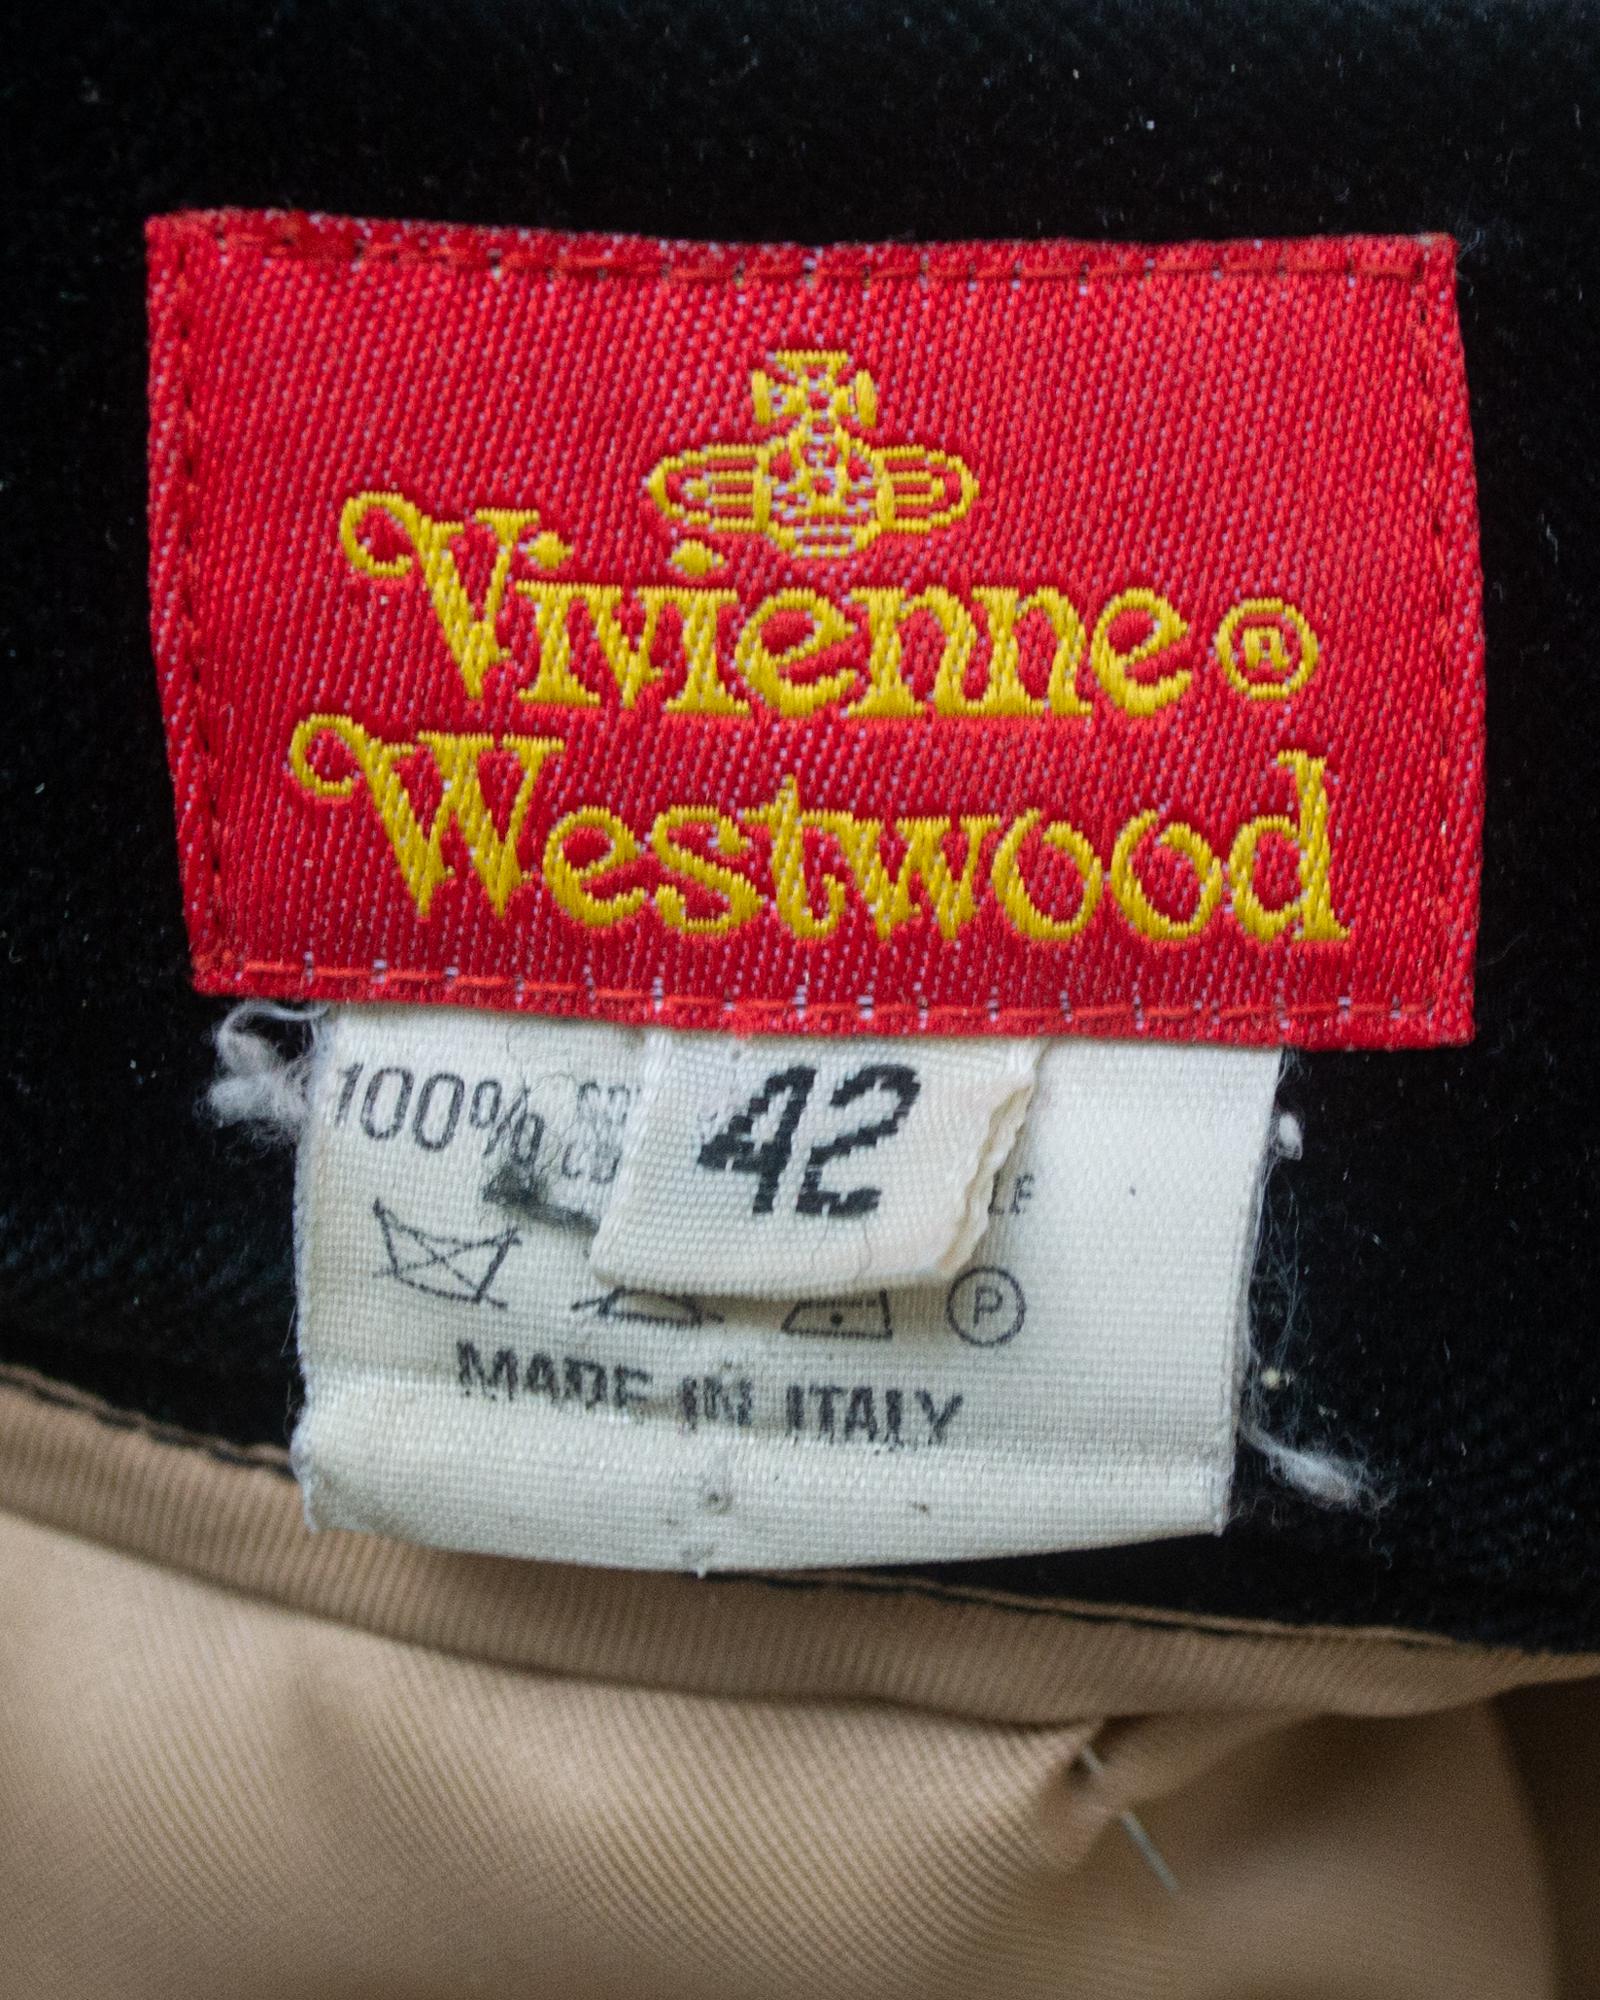 Vivienne®
Westwood
42
100%
P
MADE IN ITALY